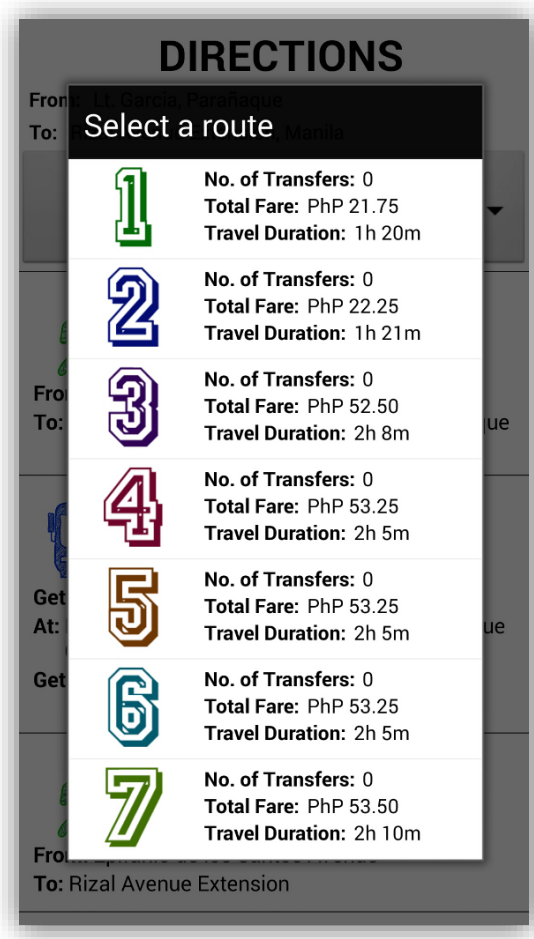 DIRECTIONS
From: Lt. Garcia, Parañaque
To: Manila
Select a route
1
No. of Transfers: 0
Total Fare: PhP 21.75
Travel Duration: 1h 20m
2
No. of Transfers: 0
Total Fare: PhP 22.25
Travel Duration: 1h 21m
3
No. of Transfers: 0
Total Fare: PhP 52.50
Travel Duration: 2h 8m
4
No. of Transfers: 0
Total Fare: PhP 53.25
Travel Duration: 2h 5m
5
No. of Transfers: 0
Total Fare: PhP 53.25
Travel Duration: 2h 5m
6
No. of Transfers: 0
Total Fare: PhP 53.25
Travel Duration: 2h 5m
7
No. of Transfers: 0
Total Fare: PhP 53.50
Travel Duration: 2h 10m
To:
Get
At:
Get
To: Rizal Avenue Extension